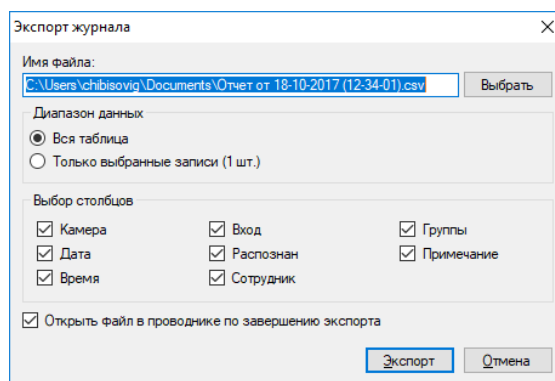 Экспорт журнала
Имя файла:
C:\Users\chibisovig\Documents\Отчет от 18-10-2017 (12-34-01).csv Выбрать
Диапазон данных
Вся таблица
Только выбранные записи (1 шт.)
Выбор столбцов
Камера Вход Группы
Дата Распознан Примечание
Время Сотрудник
Открыть файл в проводнике по завершению экспорта
Экспорт Отмена